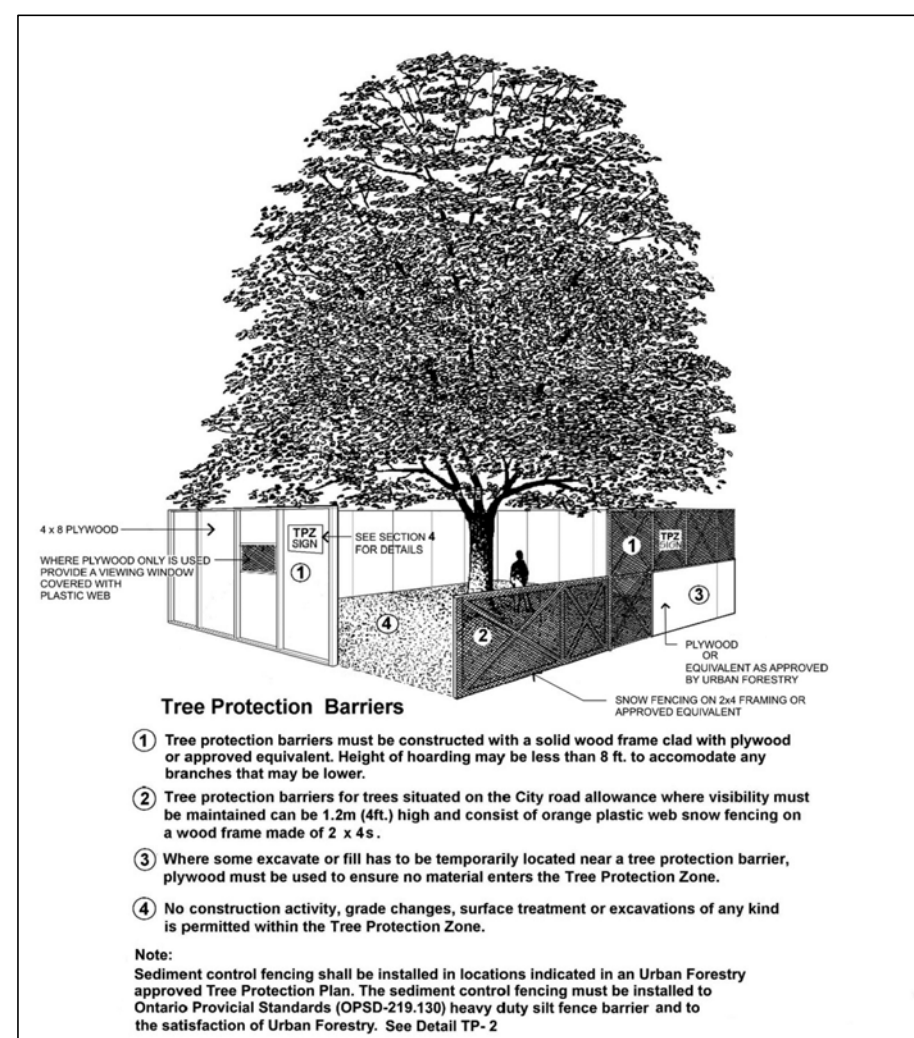 4 x 8 PLYWOOD
WHERE PLYWOOD ONLY IS USED
PROVIDE A VIEWING WINDOW
COVERED WITH
PLASTIC WEB
TPZ
SIGN
1
SEE SECTION 4
FOR DETAILS
4
2
1
TPZ
SIGN
3
PLYWOOD
OR
EQUIVALENT AS APPROVED
BY URBAN FORESTRY
SNOW FENCING ON 2x4 FRAMING OR
APPROVED EQUIVALENT
Tree Protection Barriers
1 Tree protection barriers must be constructed with a solid wood frame clad with plywood
or approved equivalent. Height of hoarding may be less than 8 ft. to accomodate any
branches that may be lower.
2 Tree protection barriers for trees situated on the City road allowance where visibility must
be maintained can be 1.2m (4ft.) high and consist of orange plastic web snow fencing on
a wood frame made of 2 x 4s.
3 Where some excavate or fill has to be temporarily located near a tree protection barrier,
plywood must be used to ensure no material enters the Tree Protection Zone.
4 No construction activity, grade changes, surface treatment or excavations of any kind
is permitted within the Tree Protection Zone.
Note:
Sediment control fencing shall be installed in locations indicated in an Urban Forestry
approved Tree Protection Plan. The sediment control fencing must be installed to
Ontario Provicial Standards (OPSD-219.130) heavy duty silt fence barrier and to
the satisfaction of Urban Forestry. See Detail TP- 2